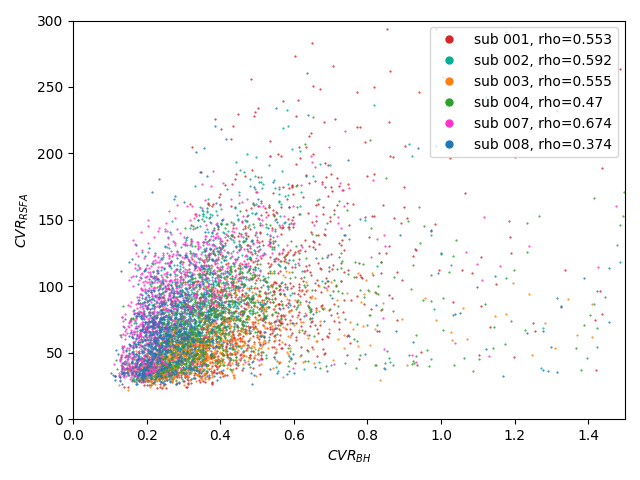 300
250
200
150
100
50
0
CVR_RSFA
sub 001, rho=0.553
sub 002, rho=0.592
sub 003, rho=0.555
sub 004, rho=0.47
sub 007, rho=0.674
sub 008, rho=0.374
0.0 0.2 0.4 0.6 0.8 1.0 1.2 1.4
CVR_BH